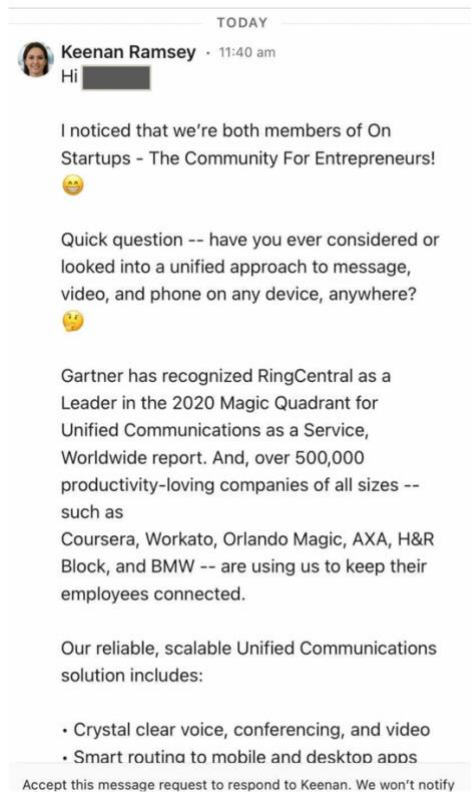 TODAY
Keenan Ramsey · 11:40 am
Hi
I noticed that we're both members of On
Startups - The Community For Entrepreneurs!
😁
Quick question -- have you ever considered or
looked into a unified approach to message,
video, and phone on any device, anywhere?
🤔
Gartner has recognized RingCentral as a
Leader in the 2020 Magic Quadrant for
Unified Communications as a Service,
Worldwide report. And, over 500,000
productivity-loving companies of all sizes --
such as
Coursera, Workato, Orlando Magic, AXA, H&R
Block, and BMW -- are using us to keep their
employees connected.
Our reliable, scalable Unified Communications
solution includes:
• Crystal clear voice, conferencing, and video
• Smart routing to mobile and desktop apps
Accept this message request to respond to Keenan. We won't notify